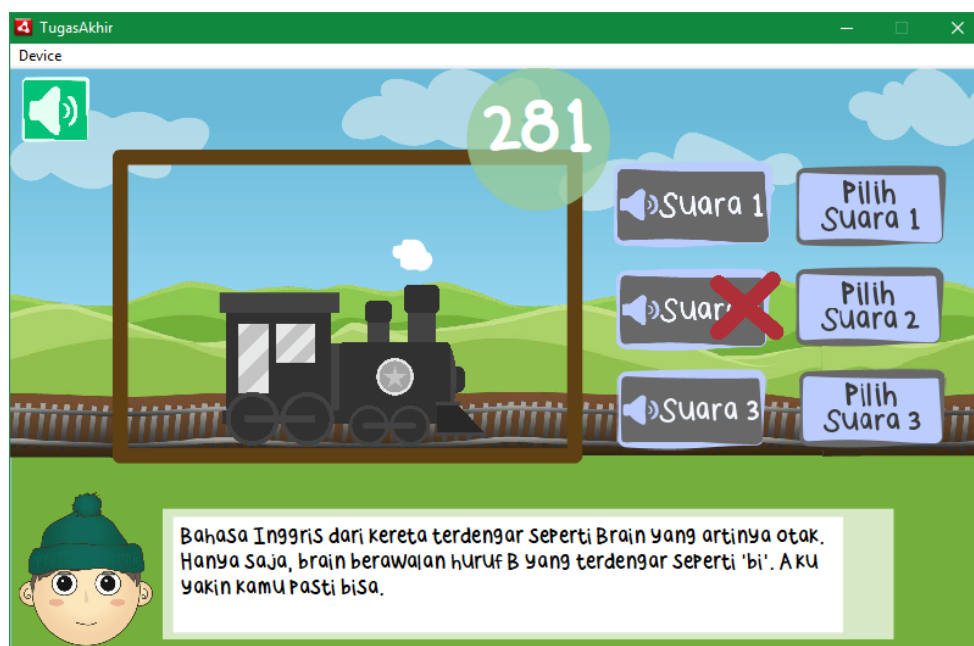 TugasAkhir
Device
281
Suara 1
Pilih
Suara 1
Suar
Pilih
Suara 2
Suara 3
Pilih
Suara 3
Bahasa Inggris dari kereta terdengar seperti Brain yang artinya otak.
Hanya saja, brain berawalan huruf B yang terdengar seperti 'bi'. Aku
yakin kamu pasti bisa.